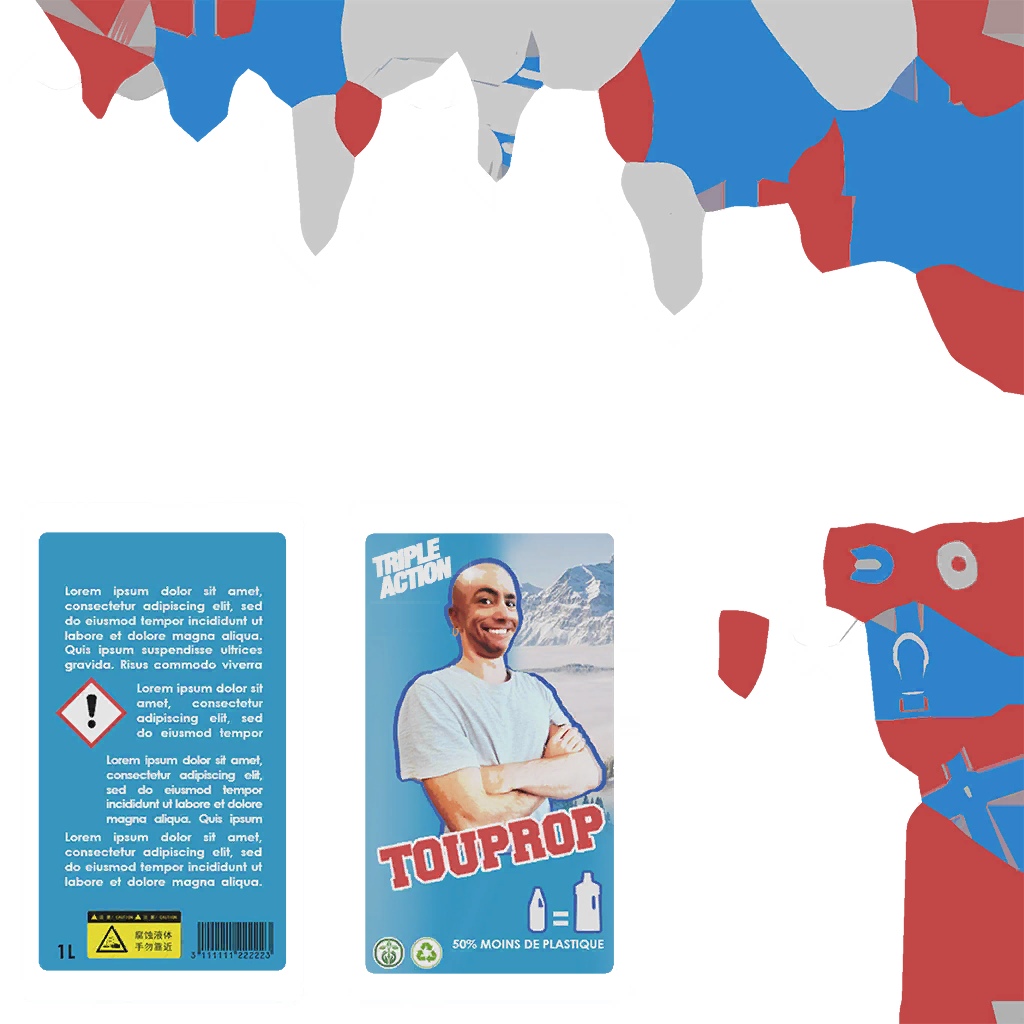 Lorem ipsum dolor sit amet,
consectetur adipiscing elit, sed
do eiusmod tempor incididunt ut
labore et dolore magna aliqua.
Quis ipsum suspendisse ultrices
gravida. Risus commodo viverra
!
Lorem ipsum dolor sit
amet, consectetur
adipiscing elit, sed
do eiusmod tempor
Lorem ipsum dolor sit amet,
consectetur adipiscing elit,
sed do eiusmod tempor
incididunt ut labore et dolore
magna aliqua. Quis ipsum
Lorem ipsum dolor sit amet,
consectetur adipiscing elit, sed
do eiusmod tempor incididunt ut
labore et dolore magna aliqua.
1L
腐蚀液体
手勿靠近
3 111111 222223
TRIPLE
ACTION
TOUPROP
=
50% MOINS DE PLASTIQUE